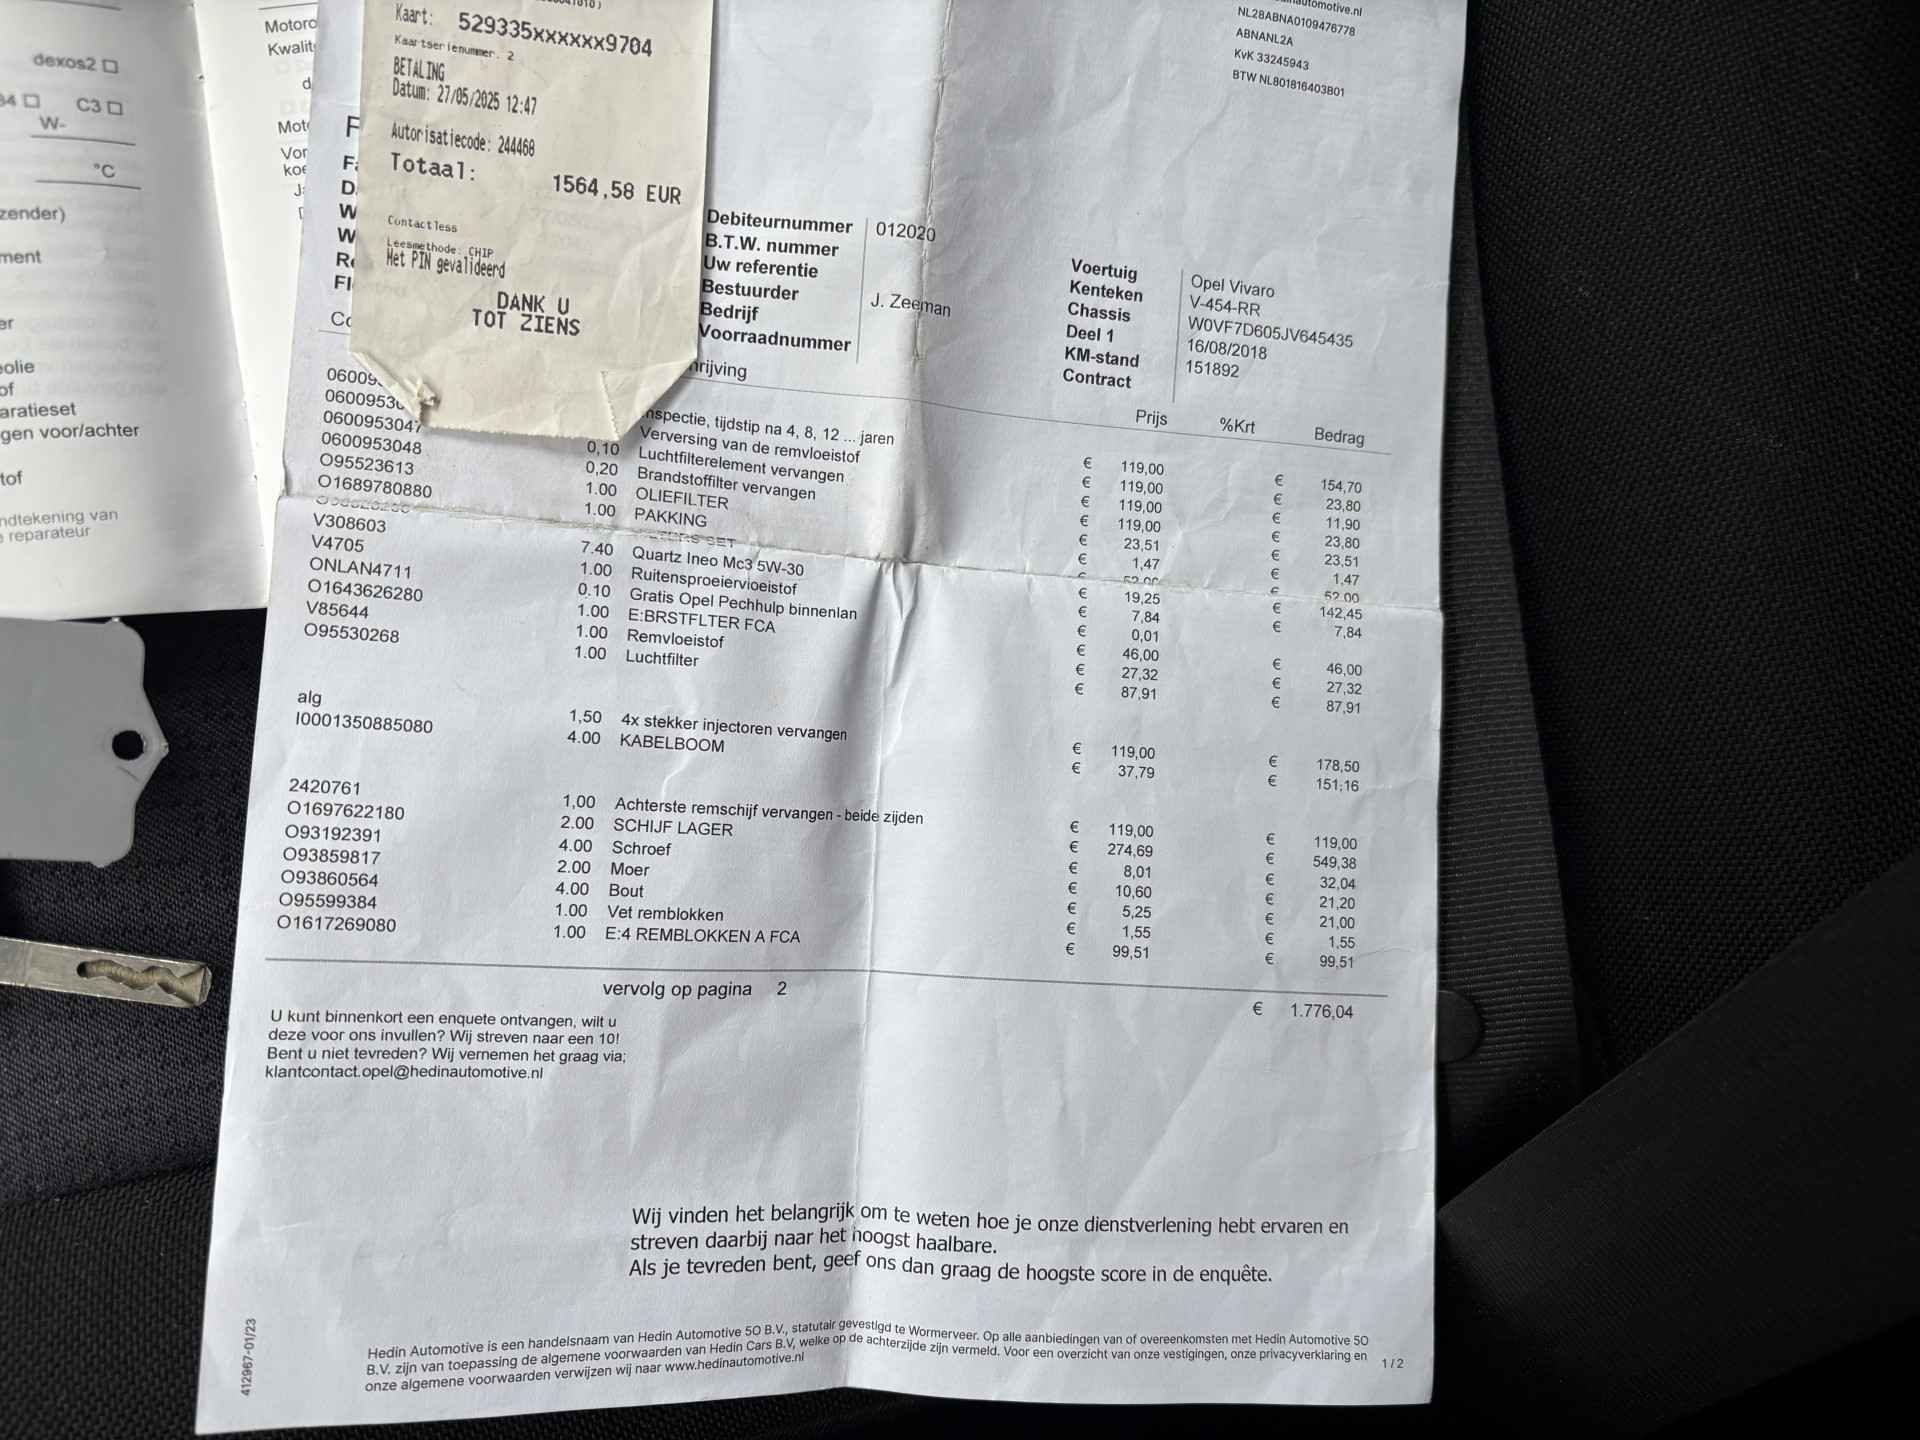 dexos2
C3
W-
°C
zender)
ment
er
eolie
of
aratieset
gen voor/achter
tof
ndtekening van
reparateur
Motoro
Kwalit
Mot
Vor
koe
Kaart: 529335xxxxxx9704
Kaartserienummer: 2
BETALING
Datum: 27/05/2025 12:47
Autorisatiecode: 244468
Totaal: 1564,58 EUR
Contactless
Leesmethode: CHIP
Met PIN gevalideerd
DANK U
TOT ZIENS
NL28ABNA0109476778
ABNANL2A
KvK 33245943
BTW NL801816403B01
Debiteurnummer 012020
B.T.W. nummer
Uw referentie
Bestuurder J. Zeeman
Bedrijf
Voorraadnummer
Voertuig Opel Vivaro
Kenteken V-454-RR
Chassis W0VF7D605JV645435
Deel 1 16/08/2018
KM-stand 151892
Contract
hrijving Prijs %Krt Bedrag
nspectie, tijdstip na 4, 8, 12 ... jaren € 119,00 € 154,70
Verversing van de remvloeistof € 119,00 € 23,80
0600953047 0,10 Luchtfilterelement vervangen € 119,00 € 11,90
0600953048 0,20 Brandstoffilter vervangen € 119,00 € 23,80
O95523613 1.00 OLIEFILTER € 23,51 € 23,51
O1689780880 1.00 PAKKING € 1,47 € 1,47
€ 52,00 € 52,00
V308603 7.40 Quartz Ineo Mc3 5W-30 € 19,25 € 142,45
V4705 1.00 Ruitensproeiervioeistof € 7,84 € 7,84
ONLAN4711 0.10 Gratis Opel Pechhulp binnenlan € 0,01
O1643626280 1.00 E:BRSTFLTER FCA € 46,00 € 46,00
V85644 1.00 Remvloeistof € 27,32 € 27,32
O95530268 1.00 Luchtfilter € 87,91 € 87,91
alg 1,50 4x stekker injectoren vervangen € 119,00 € 178,50
I0001350885080 4.00 KABELBOOM € 37,79 € 151,16
2420761 1,00 Achterste remschijf vervangen - beide zijden € 119,00 € 119,00
O1697622180 2.00 SCHIJF LAGER € 274,69 € 549,38
O93192391 4.00 Schroef € 8,01 € 32,04
O93859817 2.00 Moer € 10,60 € 21,20
O93860564 4.00 Bout € 5,25 € 21,00
O95599384 1.00 Vet remblokken € 1,55 € 1,55
O1617269080 1.00 E:4 REMBLOKKEN A FCA € 99,51 € 99,51
vervolg op pagina 2 € 1.776,04
U kunt binnenkort een enquete ontvangen, wilt u
deze voor ons invullen? Wij streven naar een 10!
Bent u niet tevreden? Wij vernemen het graag via;
klantcontact.opel@hedinautomotive.nl
Wij vinden het belangrijk om te weten hoe je onze dienstverlening hebt ervaren en
streven daarbij naar het hoogst haalbare.
Als je tevreden bent, geef ons dan graag de hoogste score in de enquête.
412967-01/23
Hedin Automotive is een handelsnaam van Hedin Automotive 5O B.V., statutair gevestigd te Wormerveer. Op alle aanbiedingen van of overeenkomsten met Hedin Automotive 5O
B.V. zijn van toepassing de algemene voorwaarden van Hedin Cars B.V, welke op de achterzijde zijn vermeld. Voor een overzicht van onze vestigingen, onze privacyverklaring en
onze algemene voorwaarden verwijzen wij naar www.hedinautomotive.nl
1 / 2